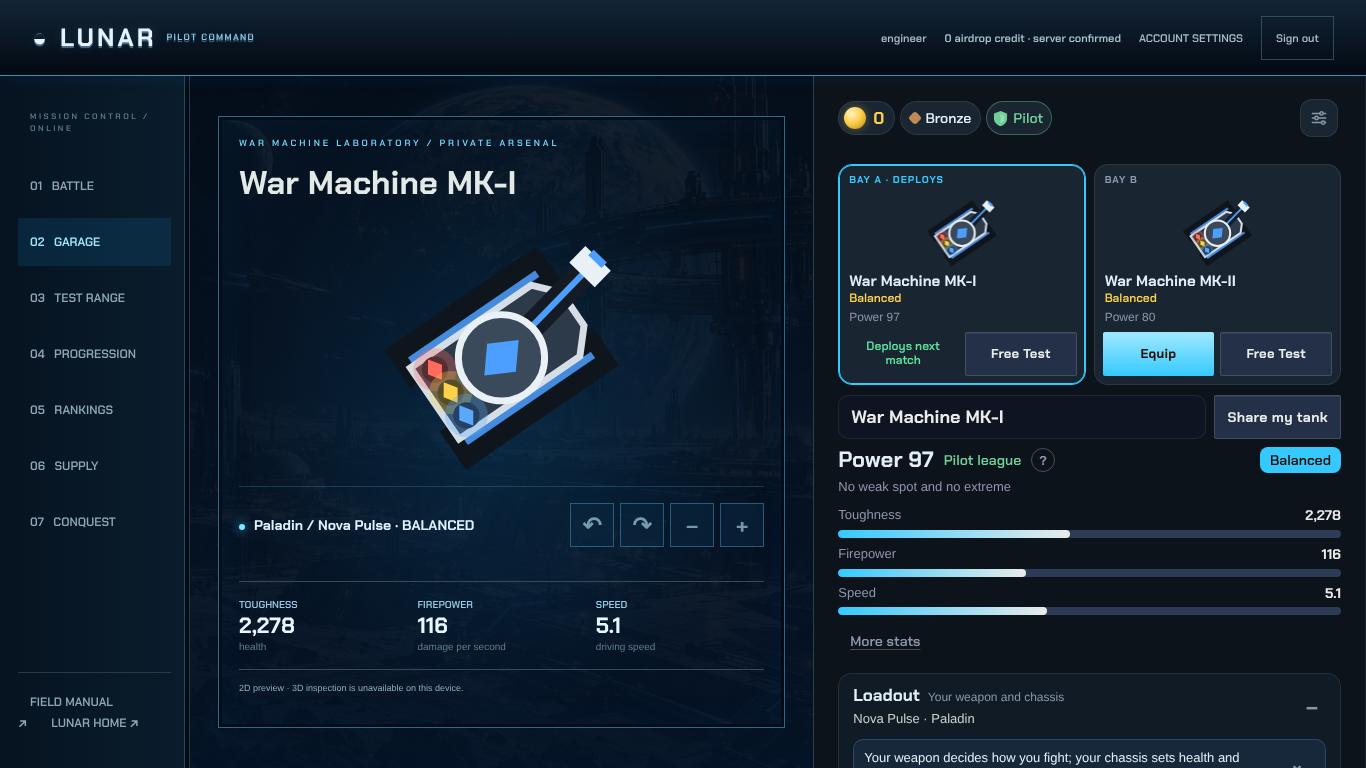 LUNAR PILOT COMMAND
engineer 0 airdrop credit · server confirmed ACCOUNT SETTINGS Sign out
MISSION CONTROL /
ONLINE
01 BATTLE
02 GARAGE
03 TEST RANGE
04 PROGRESSION
05 RANKINGS
06 SUPPLY
07 CONQUEST
FIELD MANUAL
↗ LUNAR HOME ↗
WAR MACHINE LABORATORY / PRIVATE ARSENAL
War Machine MK-I
Paladin / Nova Pulse · BALANCED
↶ ↷ − +
TOUGHNESS FIREPOWER SPEED
2,278 116 5.1
health damage per second driving speed
2D preview · 3D inspection is unavailable on this device.
0 Bronze Pilot
BAY A · DEPLOYS
War Machine MK-I
Balanced
Power 97
Deploys next
match
Free Test
BAY B
War Machine MK-II
Balanced
Power 80
Equip Free Test
War Machine MK-I Share my tank
Power 97 Pilot league ? Balanced
No weak spot and no extreme
Toughness 2,278
Firepower 116
Speed 5.1
More stats
Loadout Your weapon and chassis −
Nova Pulse · Paladin
Your weapon decides how you fight; your chassis sets health and